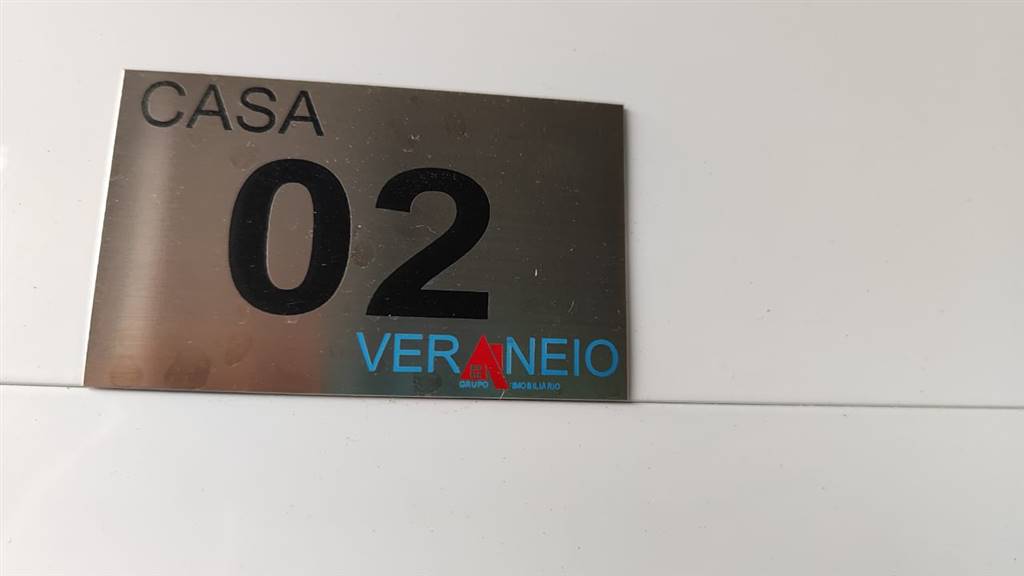 CASA
02
VERANEIO
GRUPO IMOBILIÁRIO